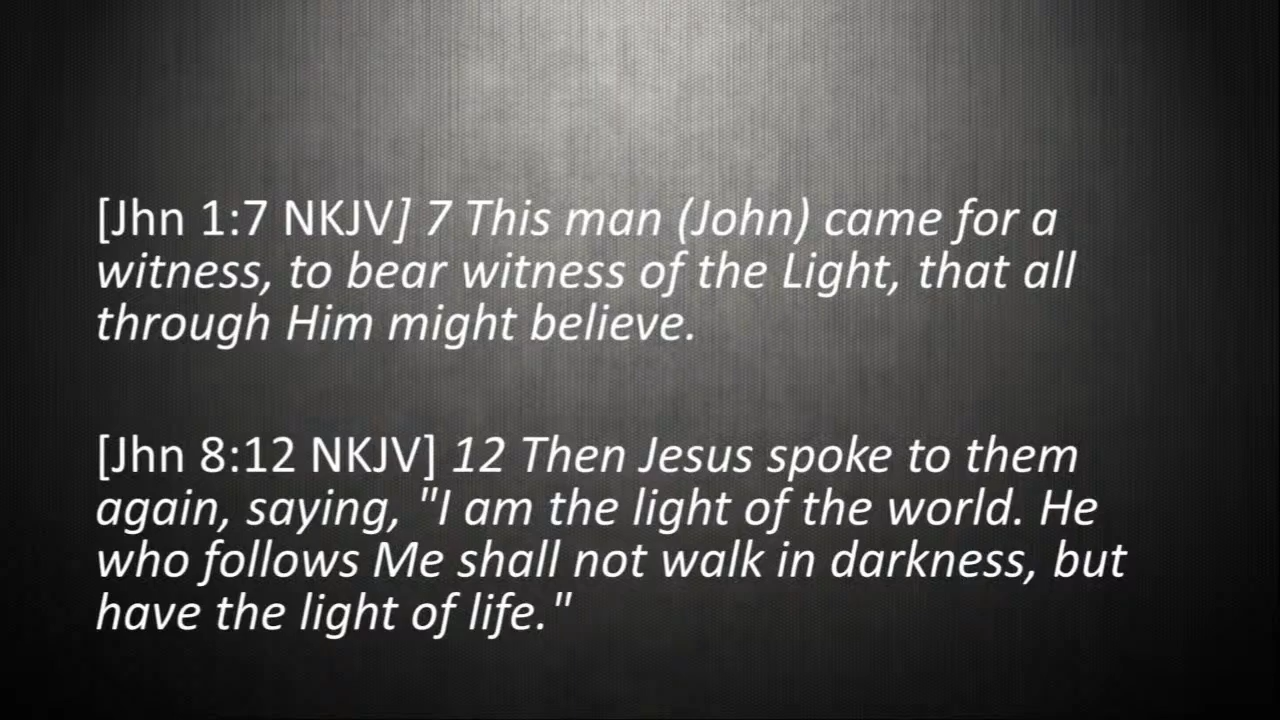 [Jhn 1:7 NKJV] 7 This man (John) came for a
witness, to bear witness of the Light, that all
through Him might believe.
[Jhn 8:12 NKJV] 12 Then Jesus spoke to them
again, saying, "I am the light of the world. He
who follows Me shall not walk in darkness, but
have the light of life."